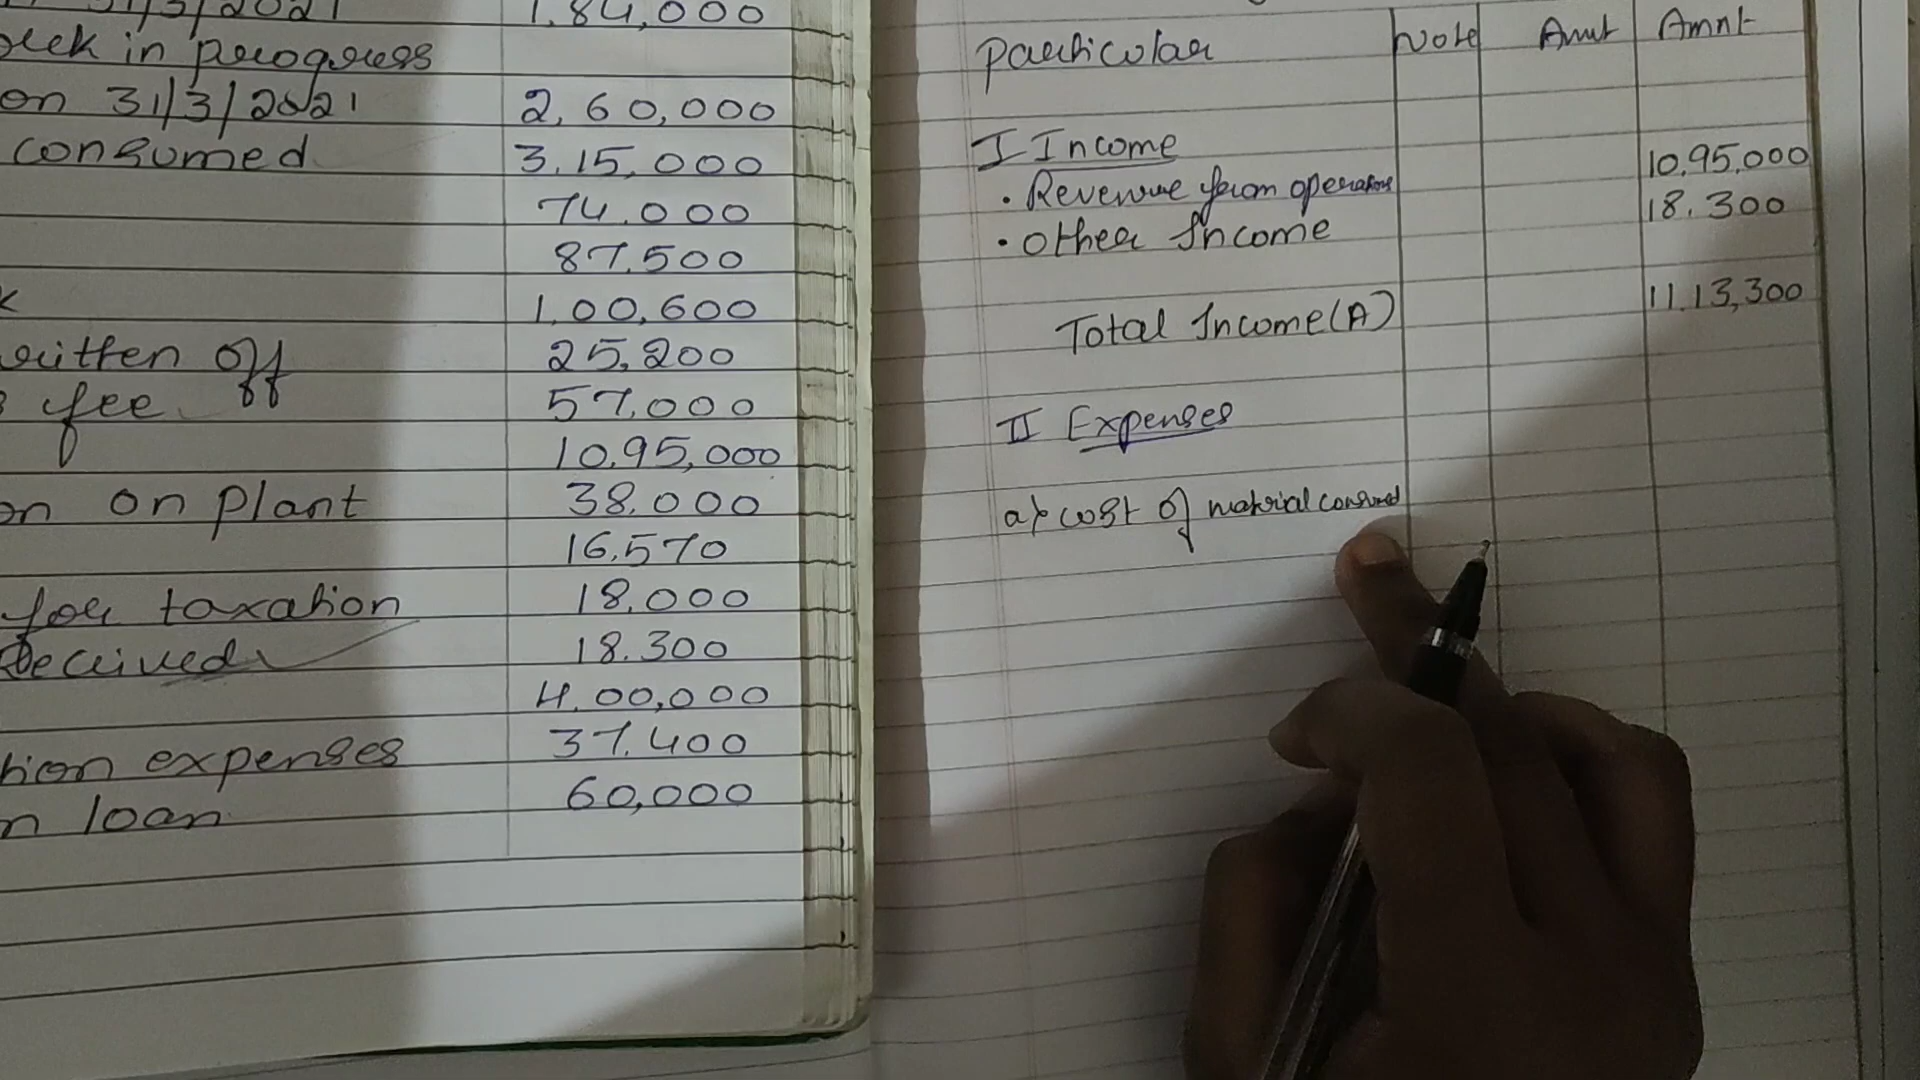 31/3/2021 1,84,000
in progress
on 31/3/2021 2,60,000
consumed 3,15,000
74,000
87,500
1,00,600
written off 25,200
fee 57,000
10,95,000
on plant 38,000
16,570
for taxation 18,000
Received 18,300
4,00,000
expenses 37,400
loan 60,000
Particular Note Amt Amnt
I Income
• Revenue from operations 10,95,000
• Other Income 18,300
Total Income (A) 11,13,300
II Expenses
a) cost of material consumed